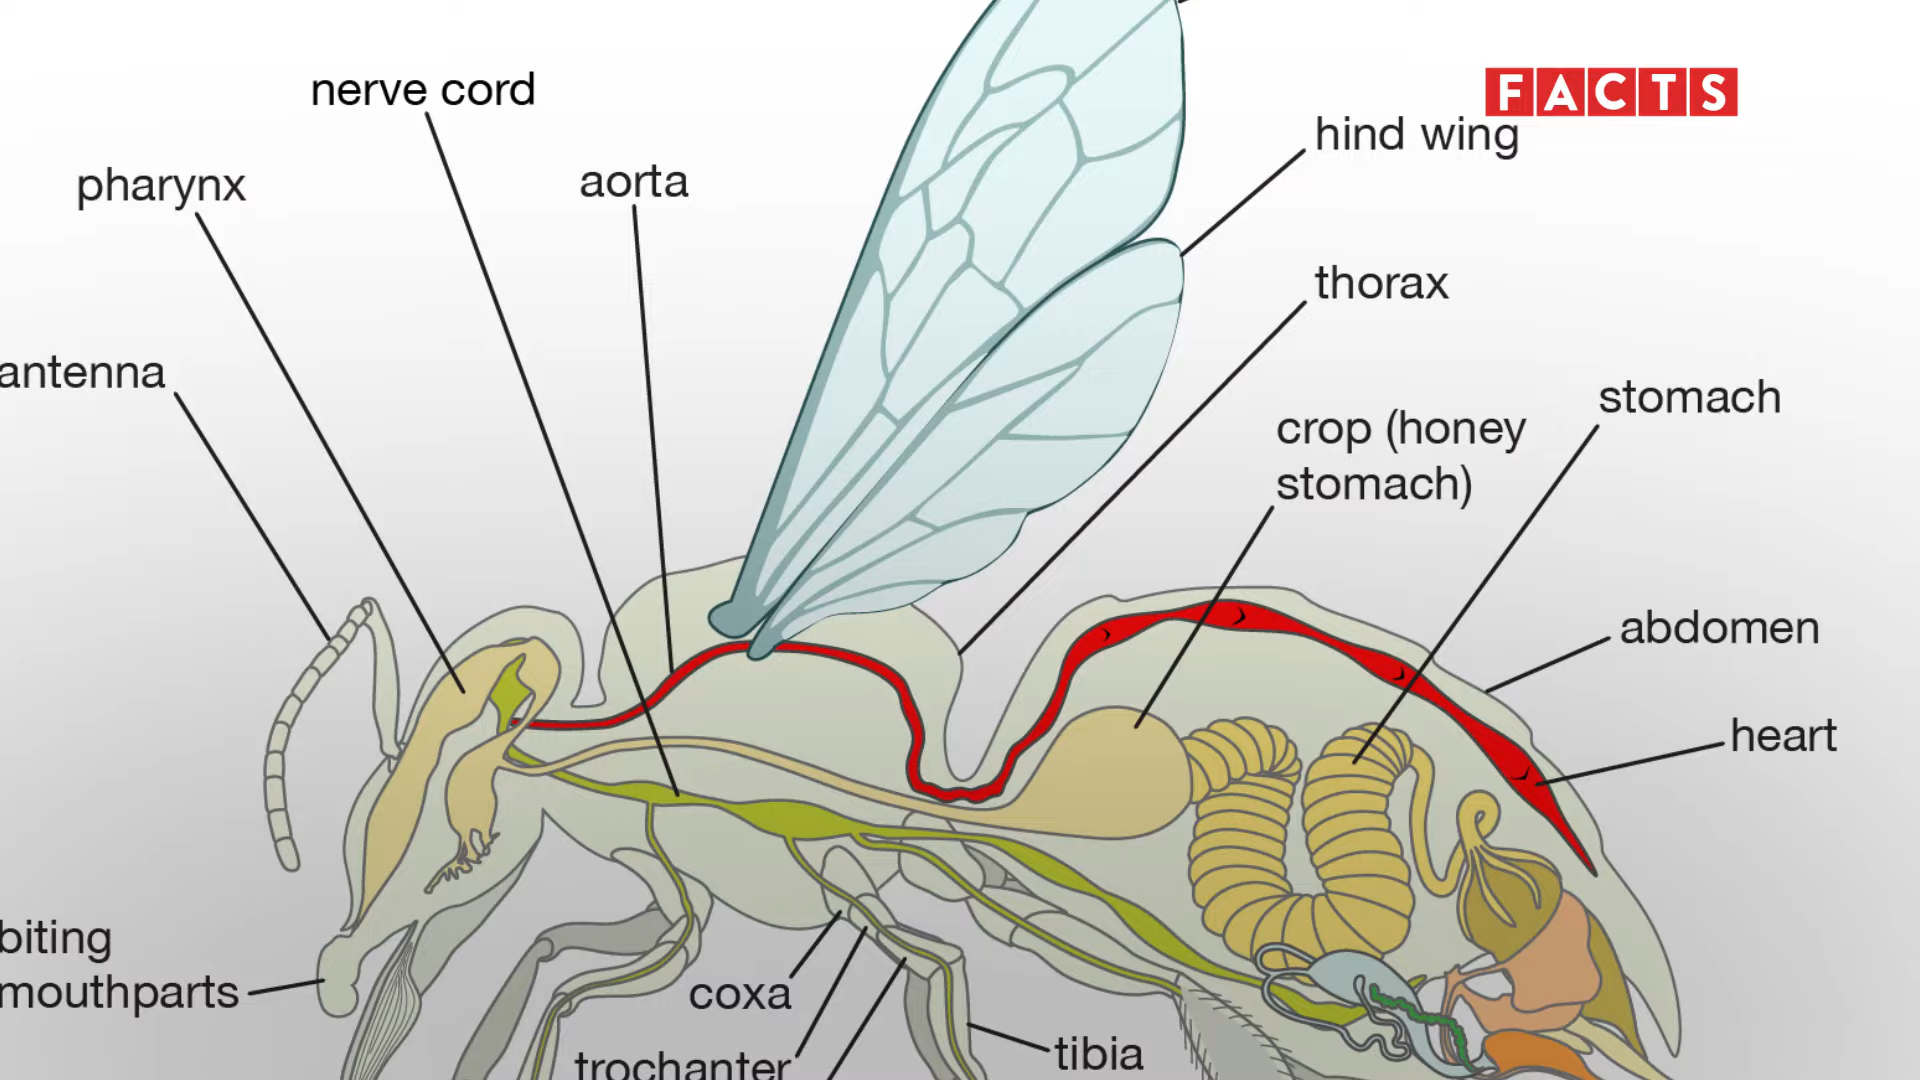 nerve cord
FACTS
hind wing
pharynx
aorta
thorax
antenna
stomach
crop (honey
stomach)
abdomen
heart
biting
mouthparts
coxa
trochanter
tibia